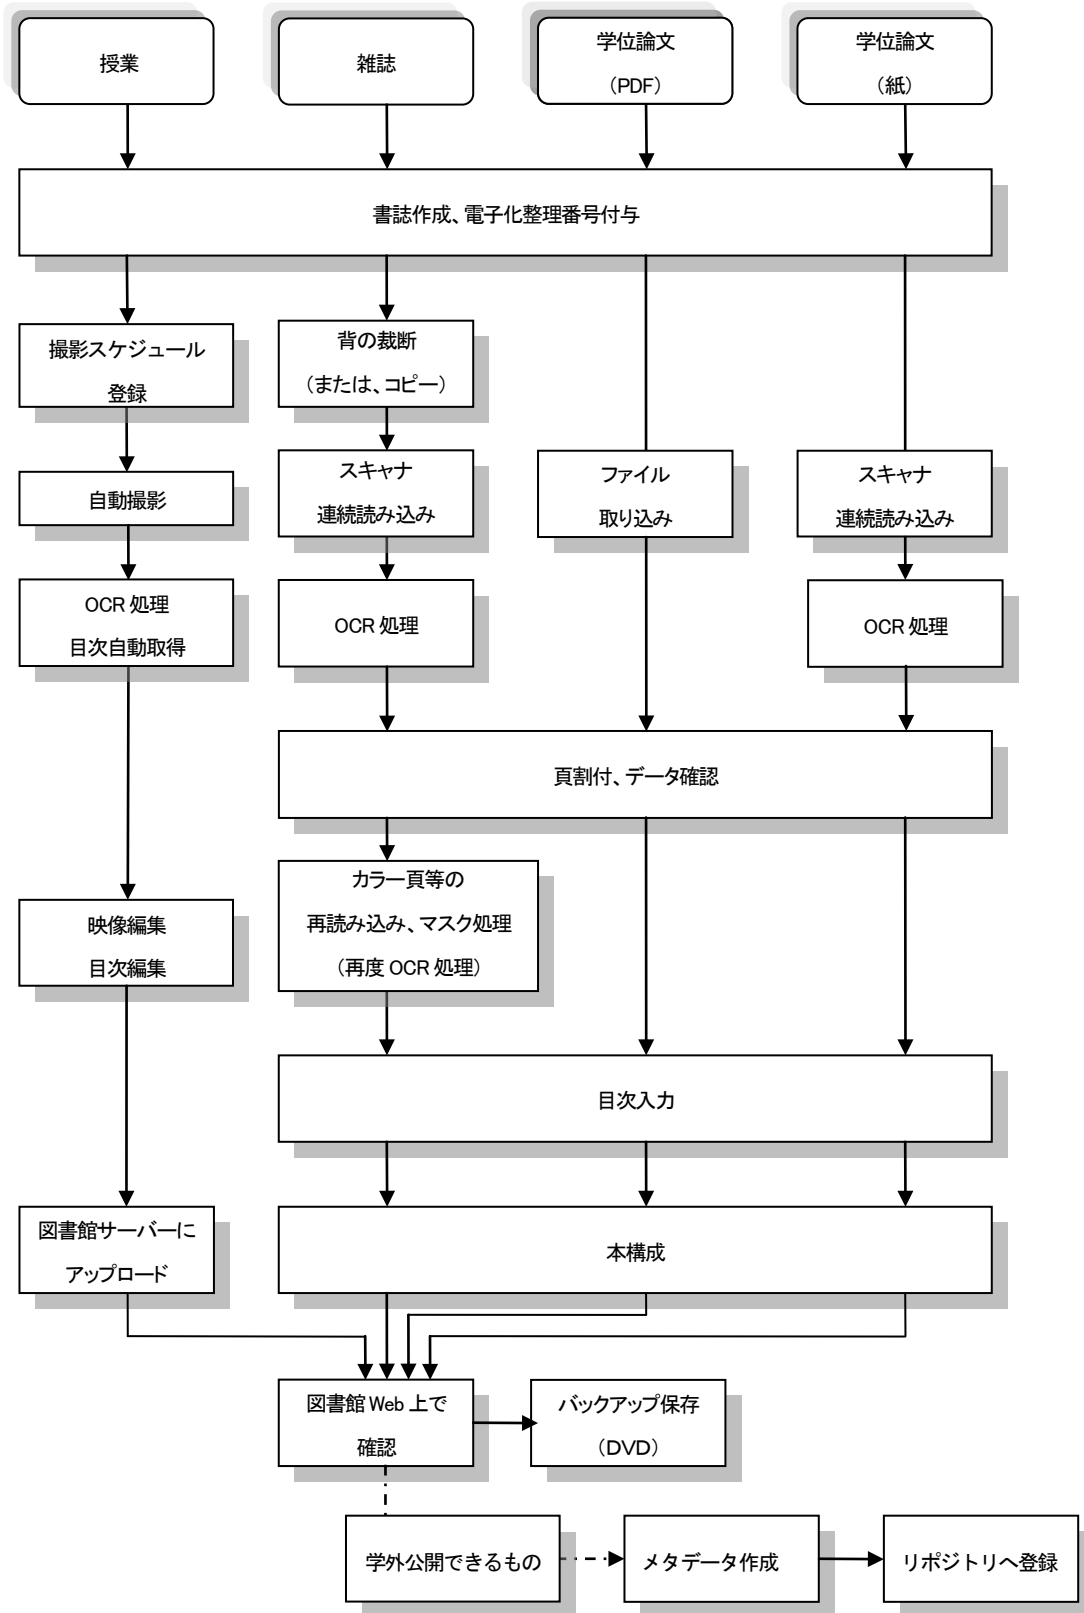 授業
雑誌
学位論文
（PDF）
学位論文
（紙）
書誌作成、電子化整理番号付与
撮影スケジュール
登録
背の裁断
（または、コピー）
自動撮影
スキャナ
連続読み込み
ファイル
取り込み
スキャナ
連続読み込み
OCR 処理
目次自動取得
OCR 処理
OCR 処理
頁割付、データ確認
映像編集
目次編集
カラー頁等の
再読み込み、マスク処理
（再度 OCR 処理）
目次入力
図書館サーバーに
アップロード
本構成
図書館 Web 上で
確認
バックアップ保存
（ＤＶＤ）
学外公開できるもの
メタデータ作成
リポジトリへ登録